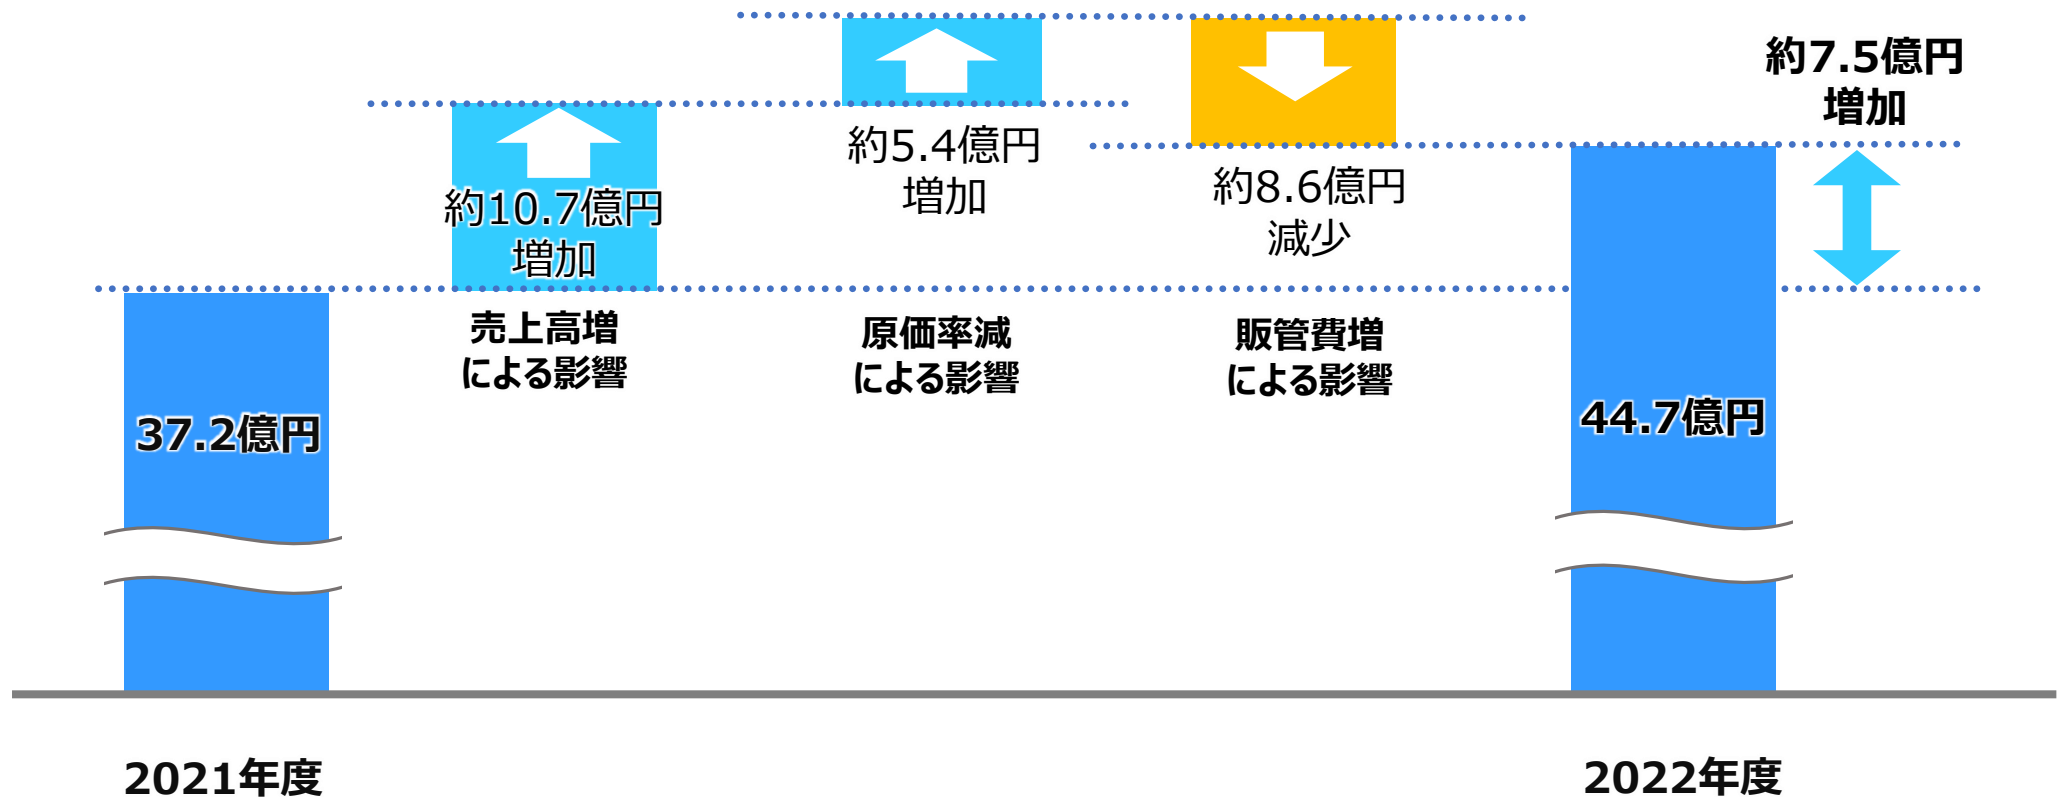 約7.5億円
増加
約10.7億円
増加
約5.4億円
増加
約8.6億円
減少
売上高増
による影響
原価率減
による影響
販管費増
による影響
37.2億円
44.7億円
2021年度
2022年度